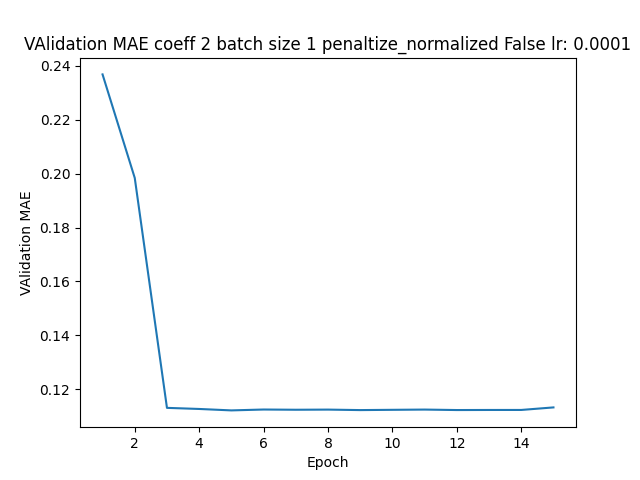 VAlidation MAE coeff 2 batch size 1 penaltize_normalized False lr: 0.0001
0.24
0.22
0.20
0.18
0.16
0.14
0.12
VAlidation MAE
2 4 6 8 10 12 14
Epoch